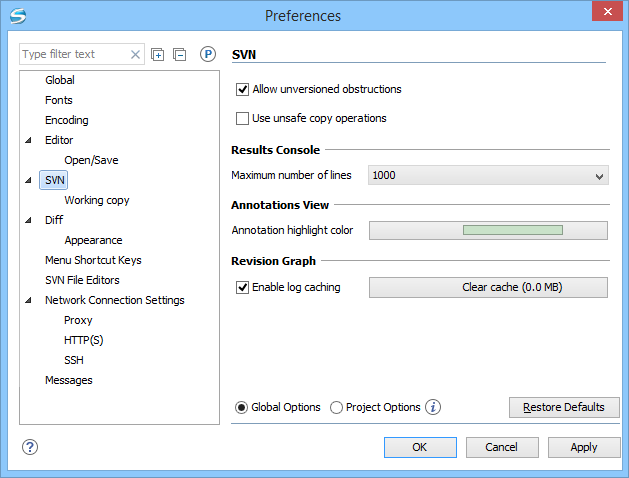 Preferences
Type filter text
P
Global
Fonts
Encoding
Editor
Open/Save
SVN
Working copy
Diff
Appearance
Menu Shortcut Keys
SVN File Editors
Network Connection Settings
Proxy
HTTP(S)
SSH
Messages
SVN
Allow unversioned obstructions
Use unsafe copy operations
Results Console
Maximum number of lines 1000
Annotations View
Annotation highlight color
Revision Graph
Enable log caching Clear cache (0.0 MB)
Global Options Project Options i Restore Defaults
? OK Cancel Apply